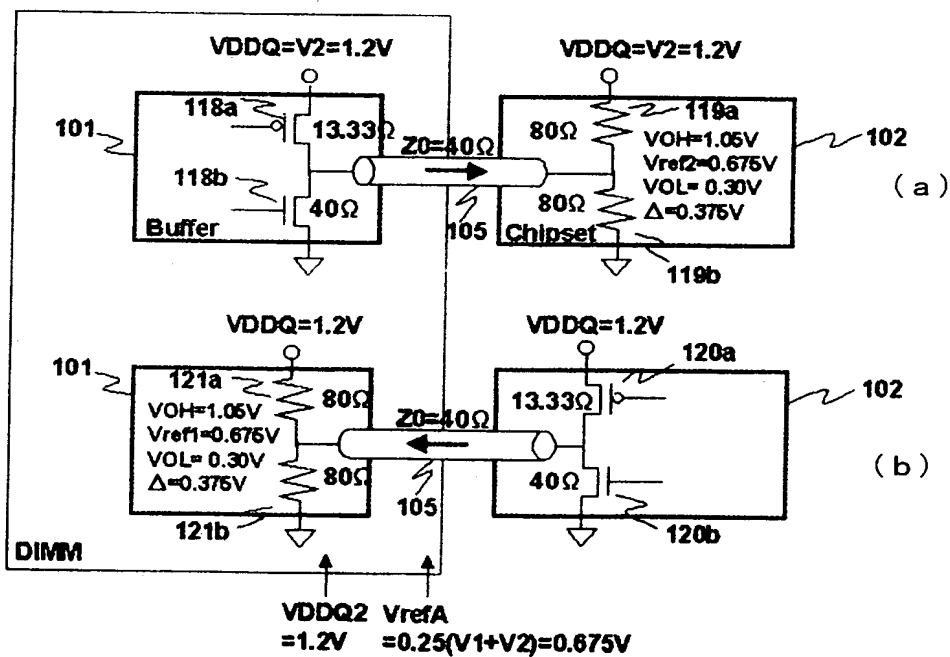 VDDQ=V2=1.2V
VDDQ=V2=1.2V
101
118a
13.33Ω
118b
40Ω
Buffer
Z0=40Ω
105
80Ω
119a
VOH=1.05V
Vref2=0.675V
VOL= 0.30V
Δ=0.375V
80Ω
Chipset
119b
102
(a)
VDDQ=1.2V
VDDQ=1.2V
101
121a
VOH=1.05V
Vref1=0.675V
VOL= 0.30V
Δ=0.375V
80Ω
80Ω
121b
Z0=40Ω
105
120a
13.33Ω
40Ω
120b
102
(b)
DIMM
VDDQ2
=1.2V
VrefA
=0.25(V1+V2)=0.675V